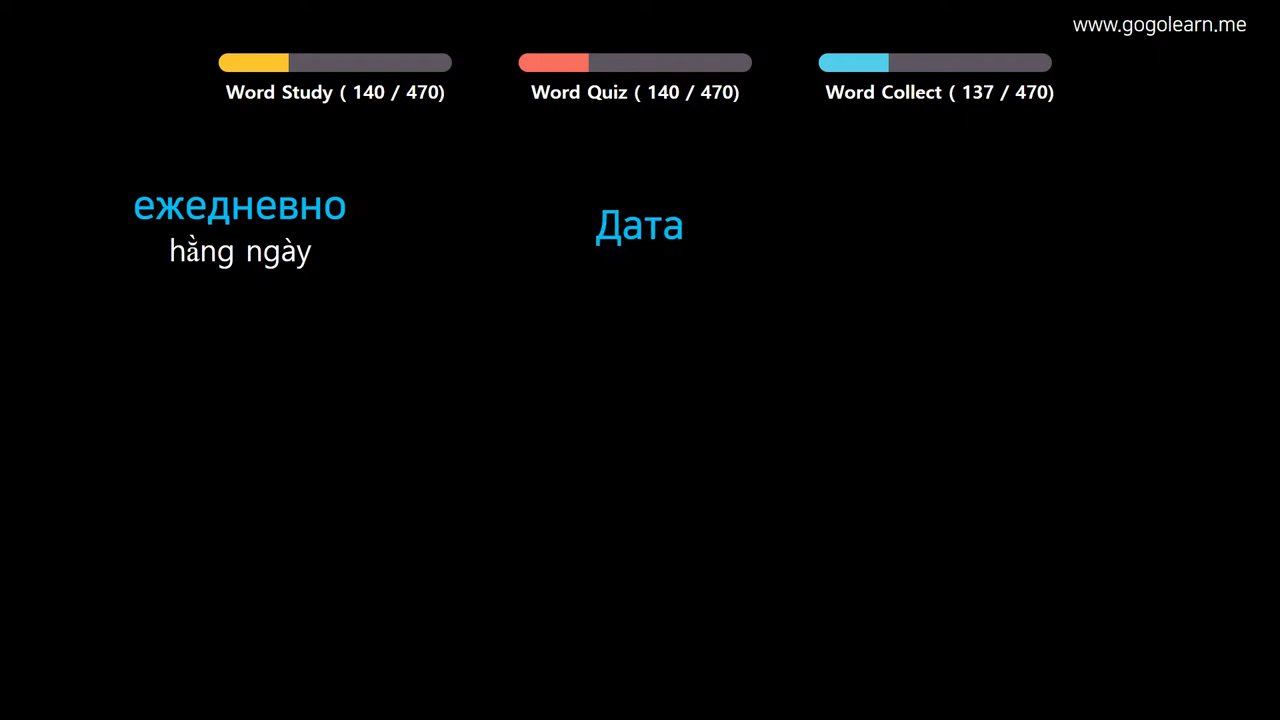 www.gogolearn.me
Word Study ( 140 / 470)
Word Quiz ( 140 / 470)
Word Collect ( 137 / 470)
ежедневно
hằng ngày
Дата